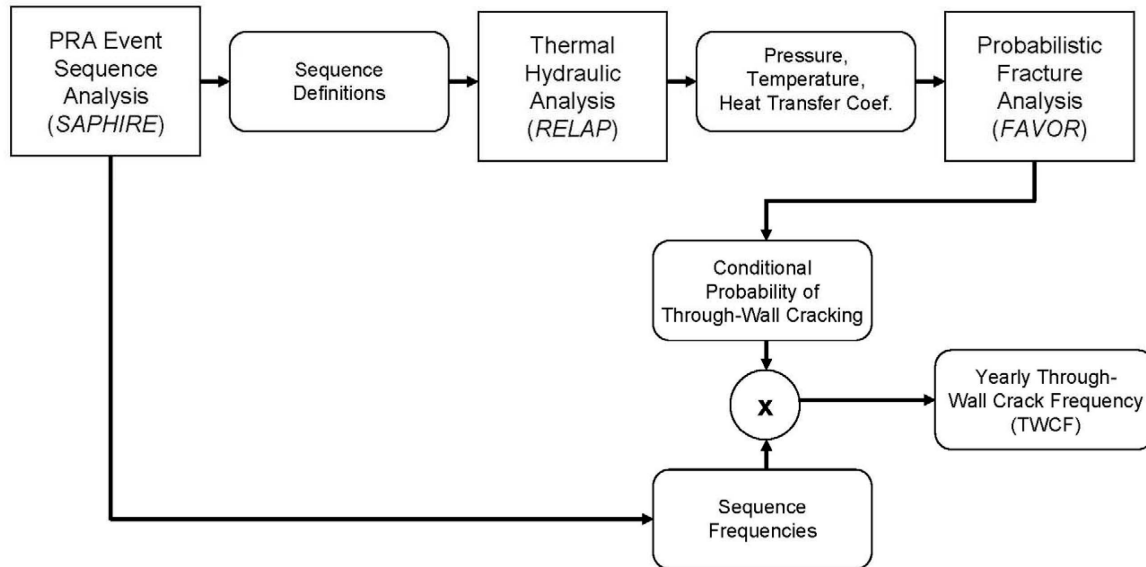 PRA Event
Sequence
Analysis
(SAPHIRE)
Sequence
Definitions
Thermal
Hydraulic
Analysis
(RELAP)
Pressure,
Temperature,
Heat Transfer Coef.
Probabilistic
Fracture
Analysis
(FAVOR)
Conditional
Probability of
Through-Wall Cracking
x
Yearly Through-
Wall Crack Frequency
(TWCF)
Sequence
Frequencies